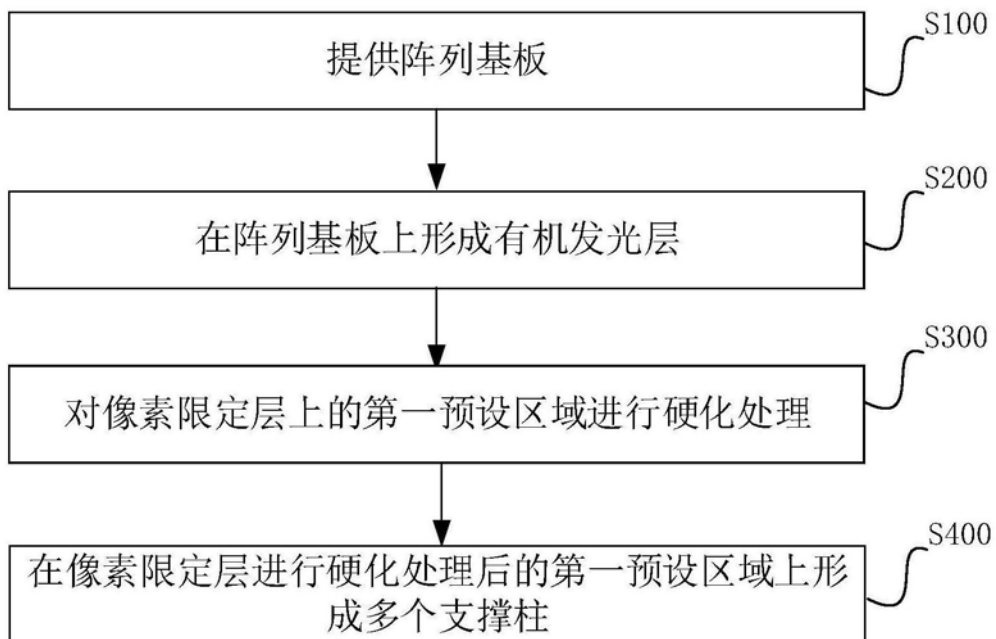 S100
提供阵列基板
S200
在阵列基板上形成有机发光层
S300
对像素限定层上的第一预设区域进行硬化处理
S400
在像素限定层进行硬化处理后的第一预设区域上形
成多个支撑柱